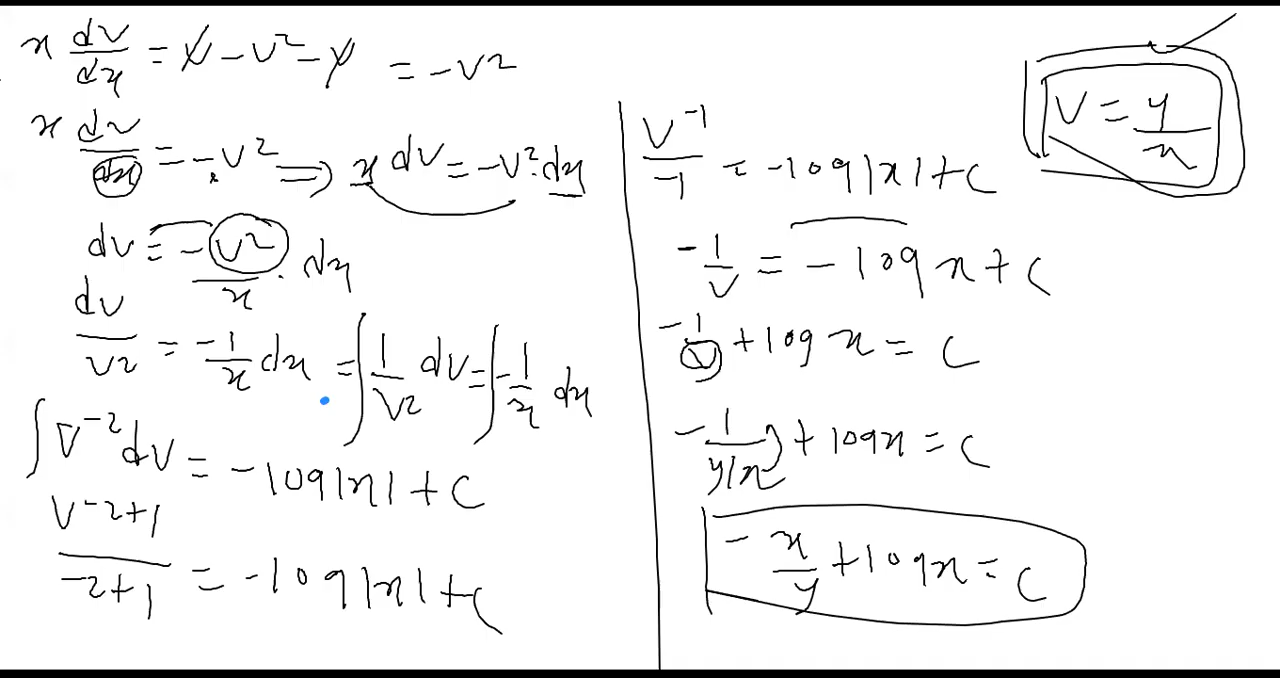 x dv/dx = v - v² - v = -v²
x dv/dx = -v² ⟹ x dv = -v².dx
dv = -v²/x . dx
dv/v2 = -1/x dx = ∫ 1/v2 dv = ∫ -1/x dx
∫ v⁻² dv = -log|x| + c
v⁻²⁺¹/-2+1 = -log|x| + c
v⁻¹/-1 = -log|x| + c
-1/v = -log x + c
-1/v + log x = c
-1/y/x + log x = c
-x/y + log x = c
v = y/x